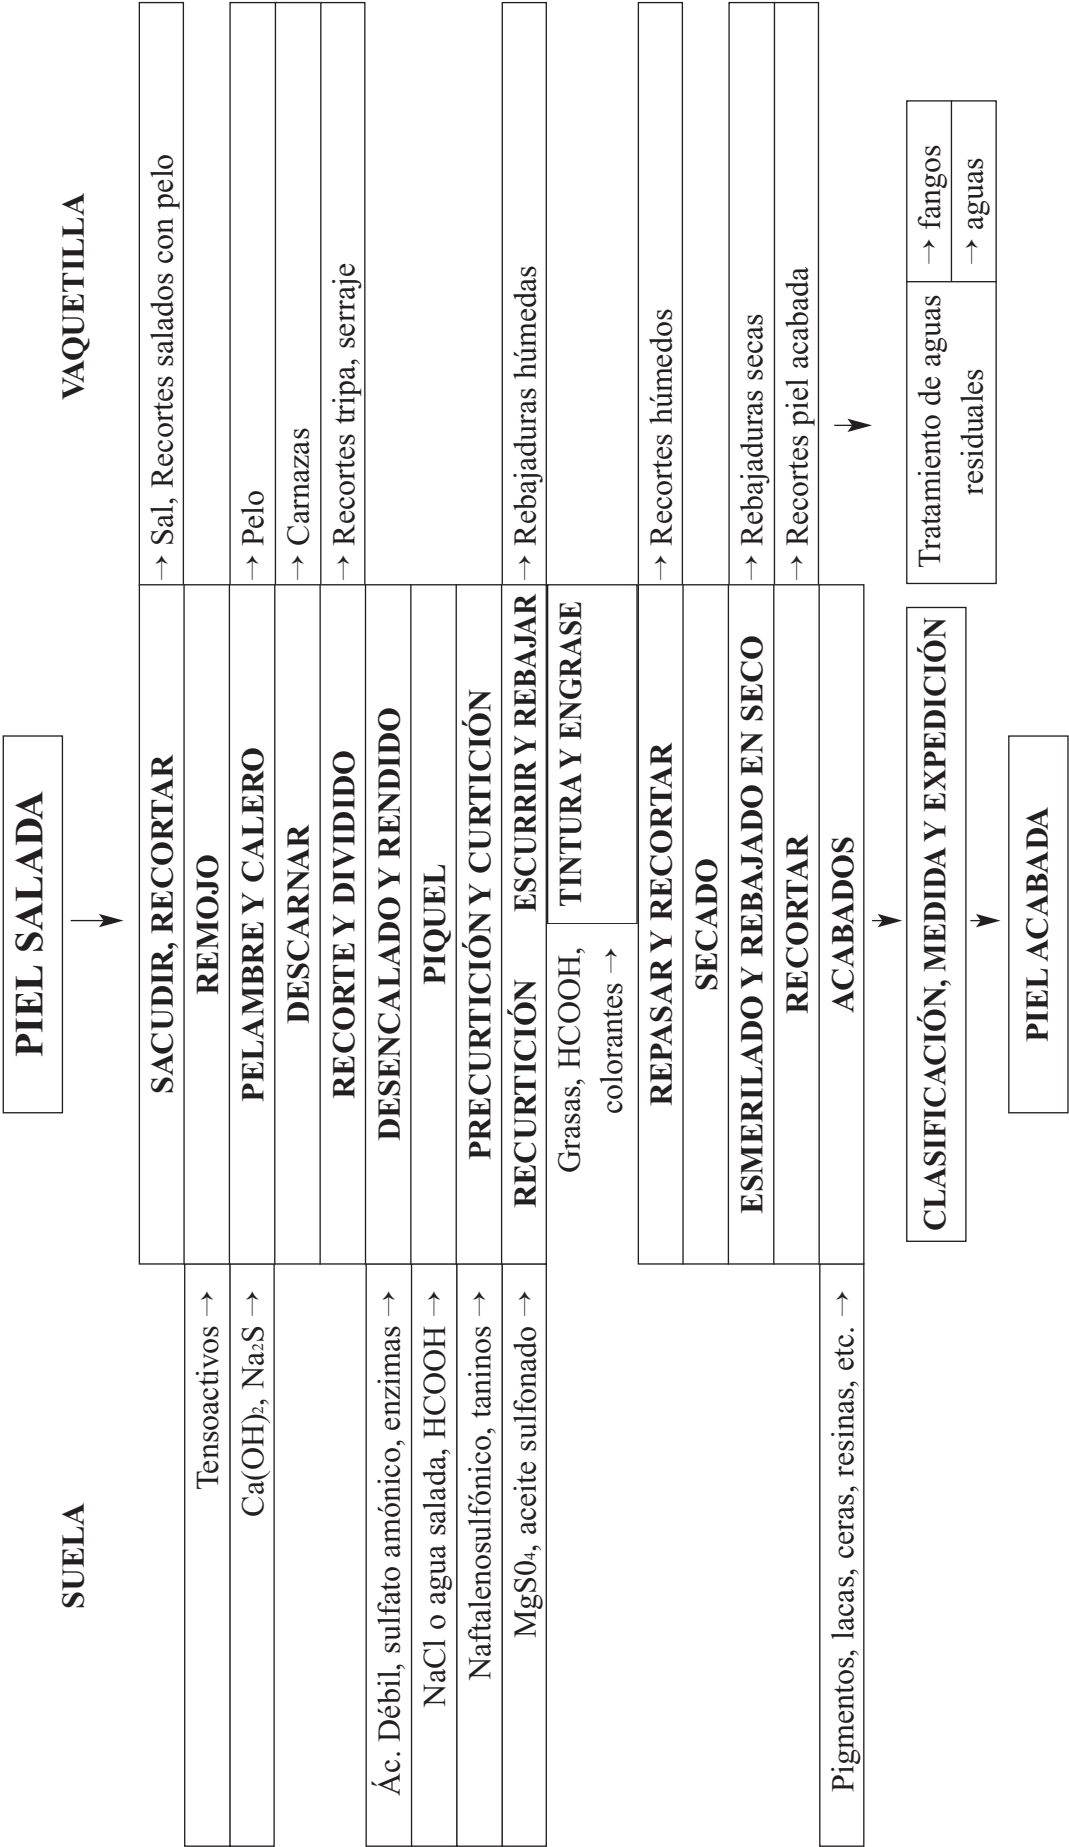 PIEL SALADA
SUELA
VAQUETILLA
SACUDIR, RECORTAR
→ Sal, Recortes salados con pelo
Tensoactivos →
REMOJO
Ca(OH)₂, Na₂S →
PELAMBRE Y CALERO
→ Pelo
DESCARNAR
→ Carnazas
RECORTE Y DIVIDIDO
→ Recortes tripa, serraje
Ác. Débil, sulfato amónico, enzimas →
DESENCALADO Y RENDIDO
NaCl o agua salada, HCOOH →
PIQUEL
Naftalenosulfónico, taninos →
PRECURTICIÓN Y CURTICIÓN
MgS0₄, aceite sulfonado →
RECURTICIÓN ESCURRIR Y REBAJAR
→ Rebajaduras húmedas
Grasas, HCOOH,
colorantes →
TINTURA Y ENGRASE
REPASAR Y RECORTAR
→ Recortes húmedos
SECADO
ESMERILADO Y REBAJADO EN SECO
→ Rebajaduras secas
RECORTAR
→ Recortes piel acabada
Pigmentos, lacas, ceras, resinas, etc. →
ACABADOS
CLASIFICACIÓN, MEDIDA Y EXPEDICIÓN
Tratamiento de aguas
residuales
→ fangos
→ aguas
PIEL ACABADA